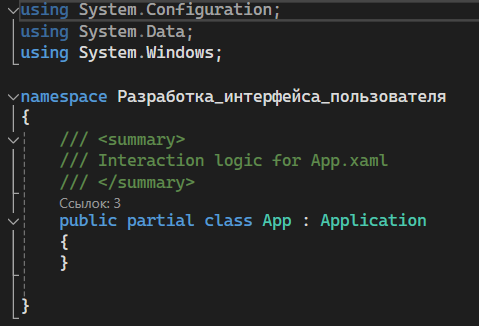 using System.Configuration;
using System.Data;
using System.Windows;
namespace Разработка_интерфейса_пользователя
{
/// <summary>
/// Interaction logic for App.xaml
/// </summary>
Ссылок: 3
public partial class App : Application
{
}
}